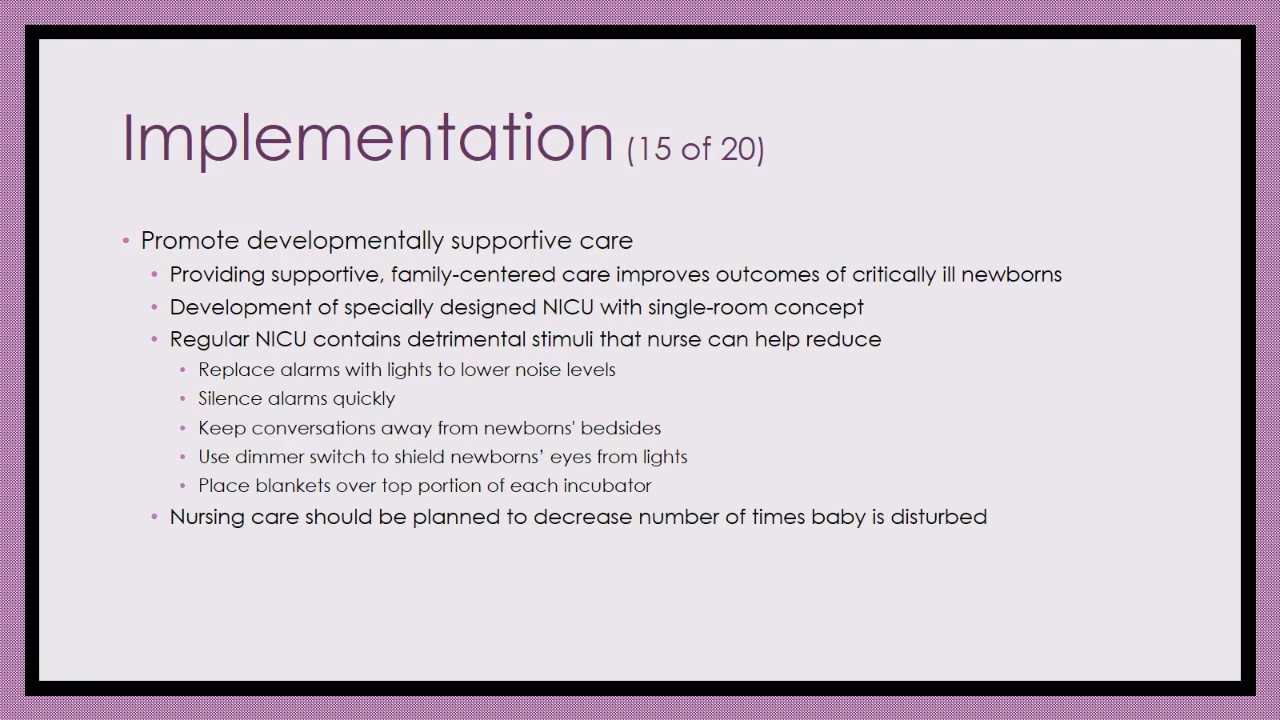 Implementation (15 of 20)
• Promote developmentally supportive care
• Providing supportive, family-centered care improves outcomes of critically ill newborns
• Development of specially designed NICU with single-room concept
• Regular NICU contains detrimental stimuli that nurse can help reduce
• Replace alarms with lights to lower noise levels
• Silence alarms quickly
• Keep conversations away from newborns' bedsides
• Use dimmer switch to shield newborns’ eyes from lights
• Place blankets over top portion of each incubator
• Nursing care should be planned to decrease number of times baby is disturbed